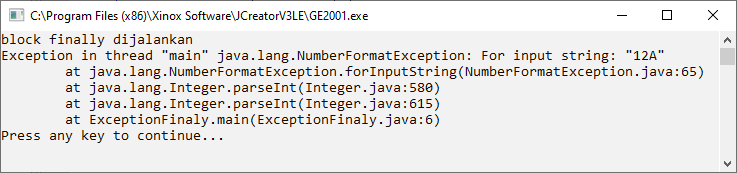 C:\Program Files (x86)\Xinox Software\JCreatorV3LE\GE2001.exe
block finally dijalankan
Exception in thread "main" java.lang.NumberFormatException: For input string: "12A"
        at java.lang.NumberFormatException.forInputString(NumberFormatException.java:65)
        at java.lang.Integer.parseInt(Integer.java:580)
        at java.lang.Integer.parseInt(Integer.java:615)
        at ExceptionFinaly.main(ExceptionFinaly.java:6)
Press any key to continue...